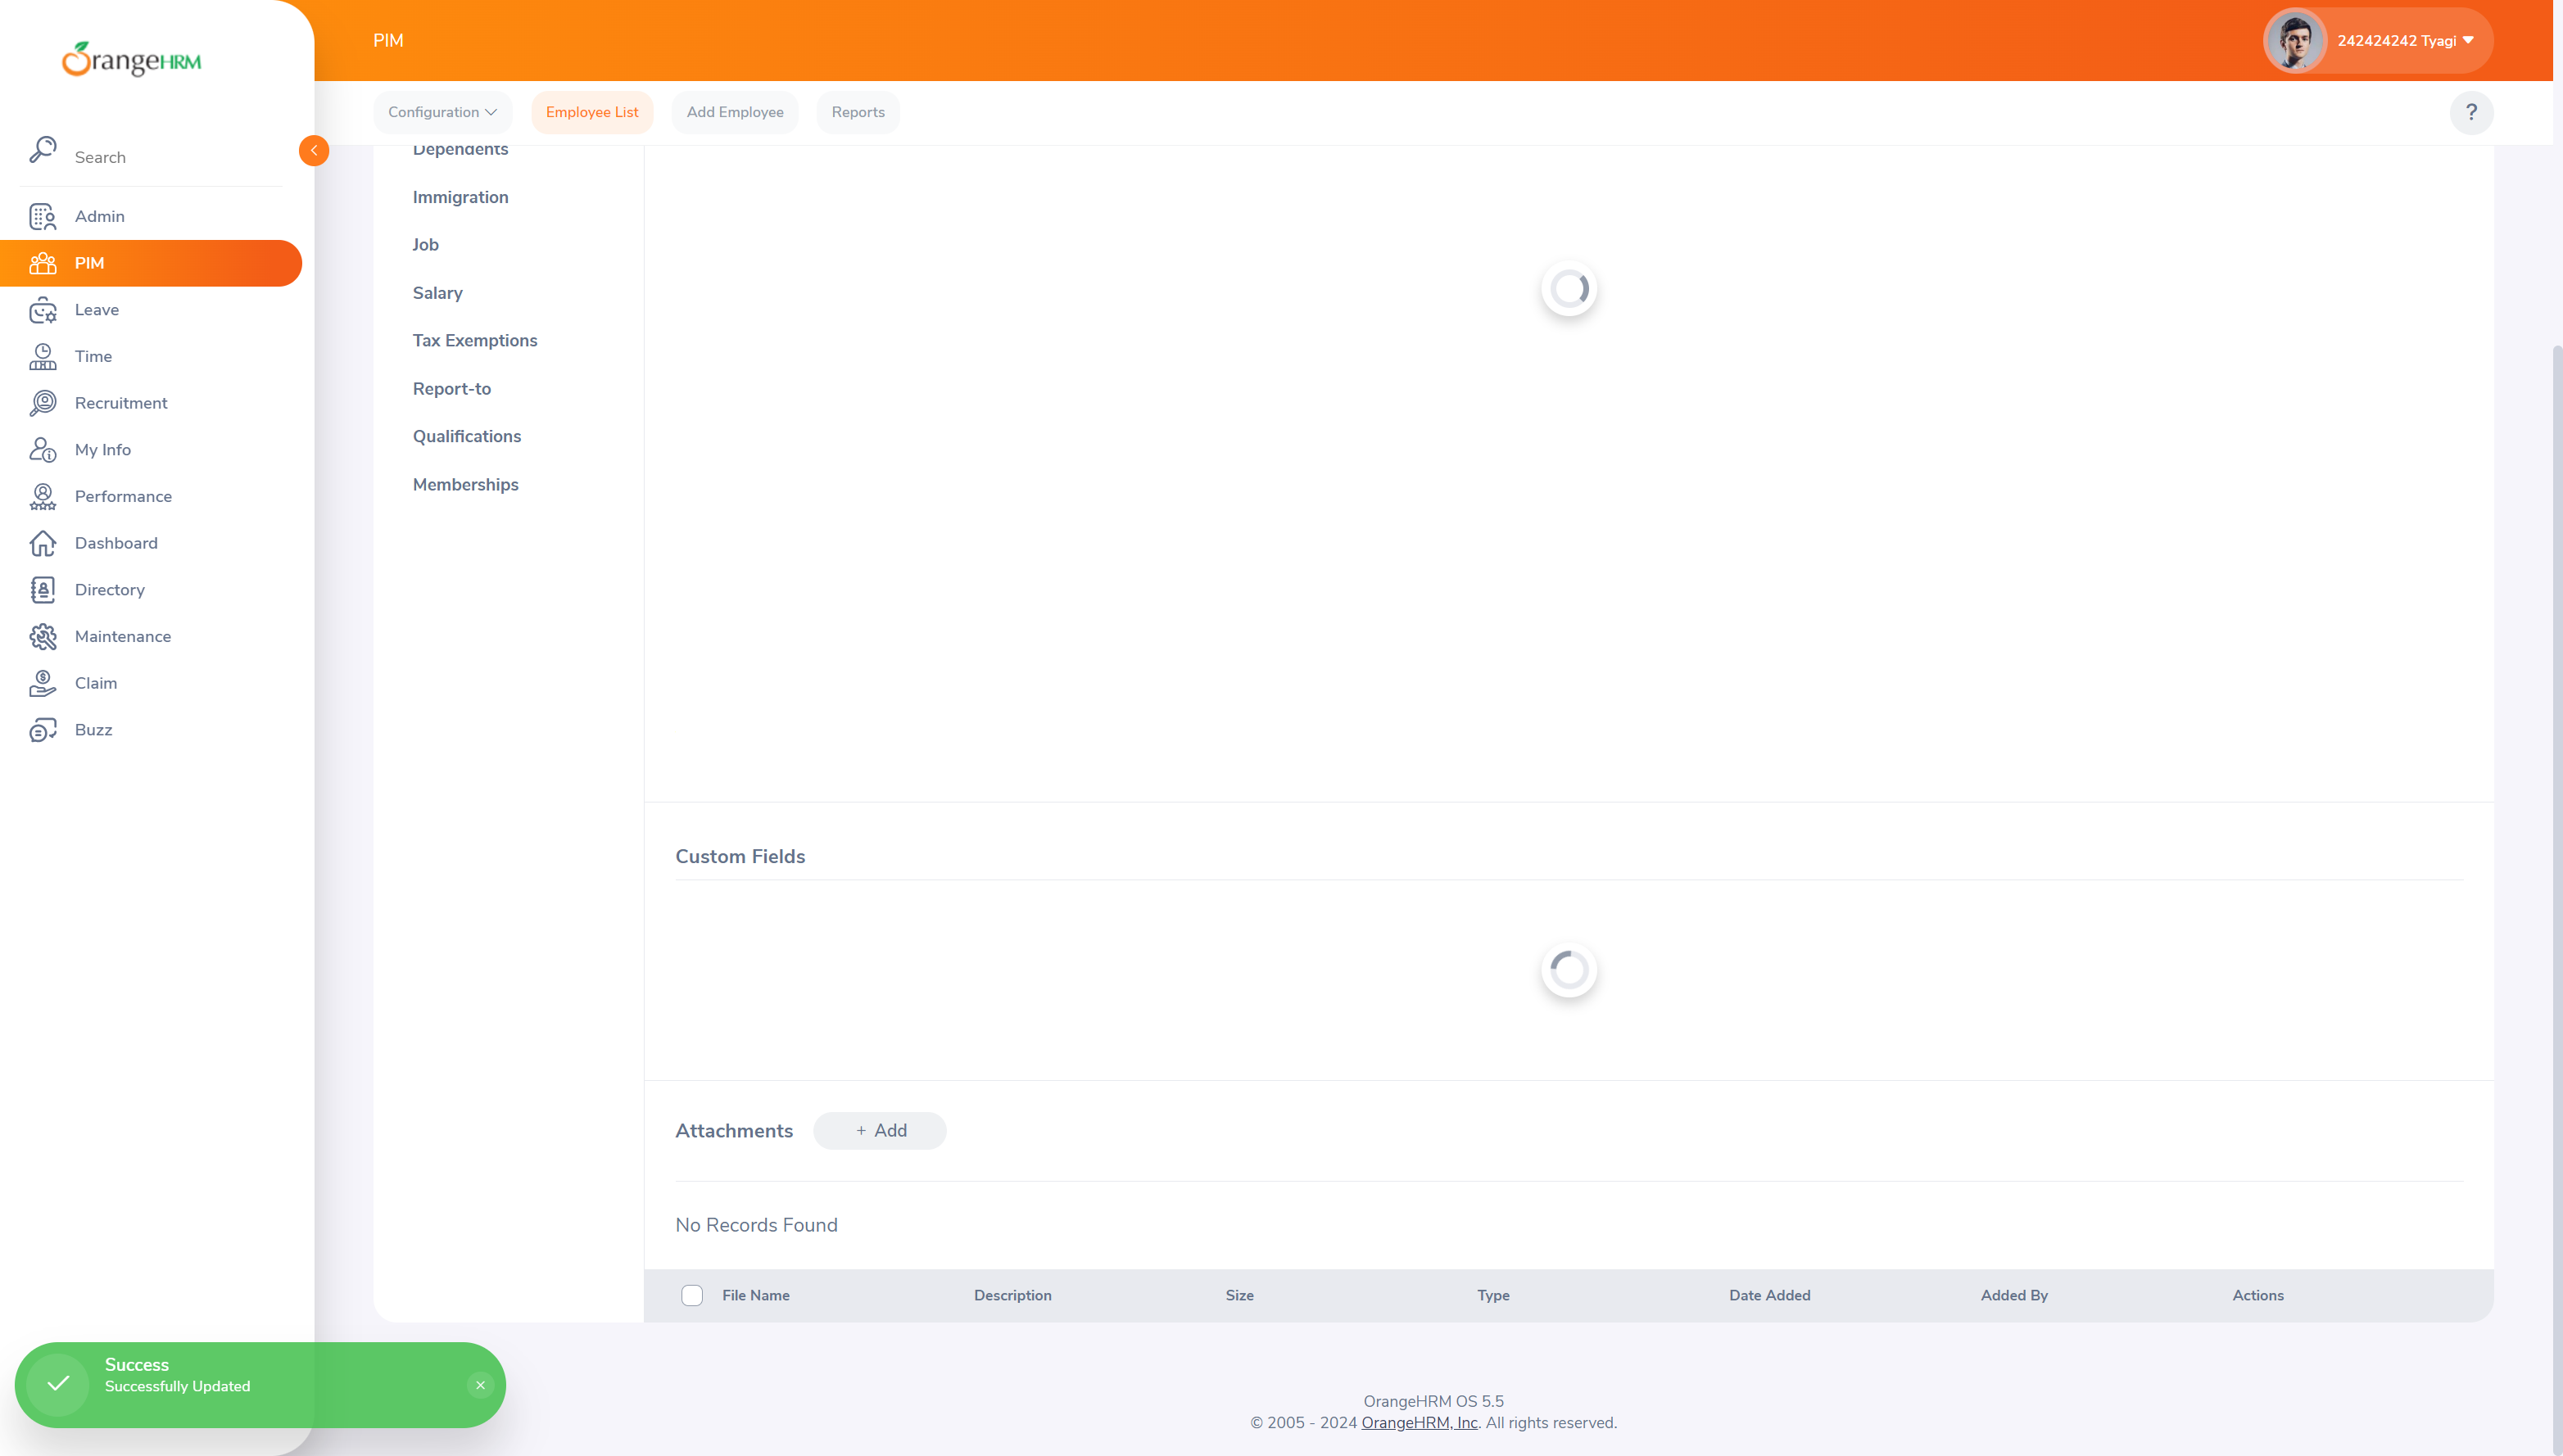 OrangeHRM
Search
Admin
PIM
Leave
Time
Recruitment
My Info
Performance
Dashboard
Directory
Maintenance
Claim
Buzz
PIM
242424242 Tyagi
Configuration
Employee List
Add Employee
Reports
?
Dependents
Immigration
Job
Salary
Tax Exemptions
Report-to
Qualifications
Memberships
Custom Fields
Attachments
+ Add
No Records Found
File Name Description Size Type Date Added Added By Actions
Success
Successfully Updated
OrangeHRM OS 5.5
© 2005 - 2024 OrangeHRM, Inc. All rights reserved.